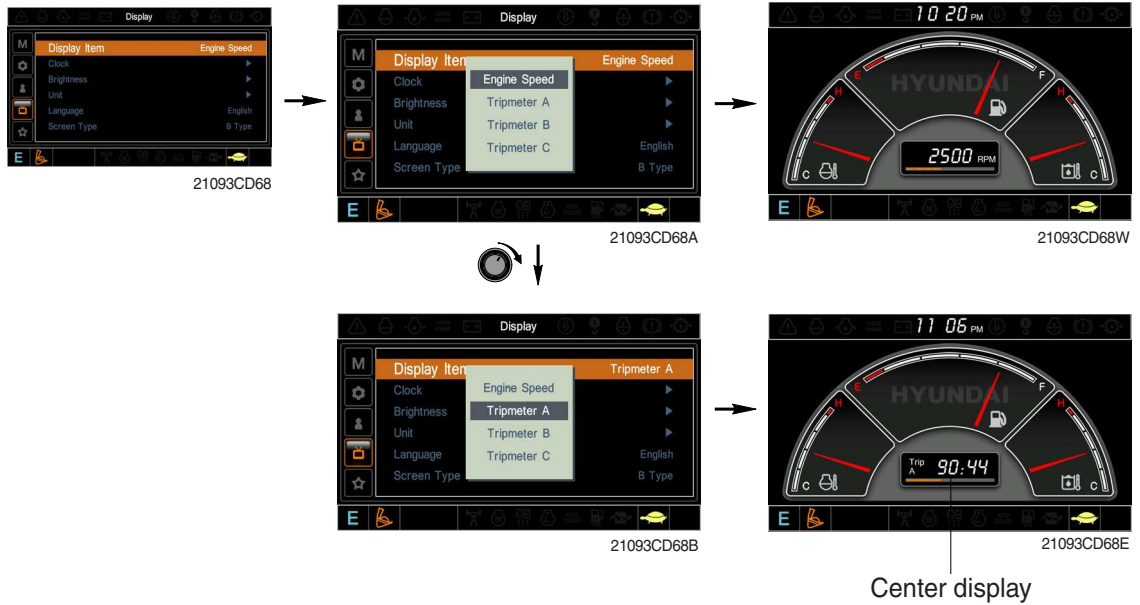 Display
M
Display Item Engine Speed
Clock
Brightness
Unit
Language English
Screen Type B Type
E
21093CD68
Display
M
Display Item Engine Speed
Clock
Brightness
Unit
Language English
Screen Type B Type
Engine Speed
Tripmeter A
Tripmeter B
Tripmeter C
E
21093CD68A
10 20 PM
HYUNDAI
E F
H H
C C
2500 RPM
E
21093CD68W
Display
M
Display Item Tripmeter A
Clock
Brightness
Unit
Language English
Screen Type B Type
Engine Speed
Tripmeter A
Tripmeter B
Tripmeter C
E
21093CD68B
11 06 PM
HYUNDAI
E F
H H
C C
Trip
A 90:44
E
21093CD68E
Center display